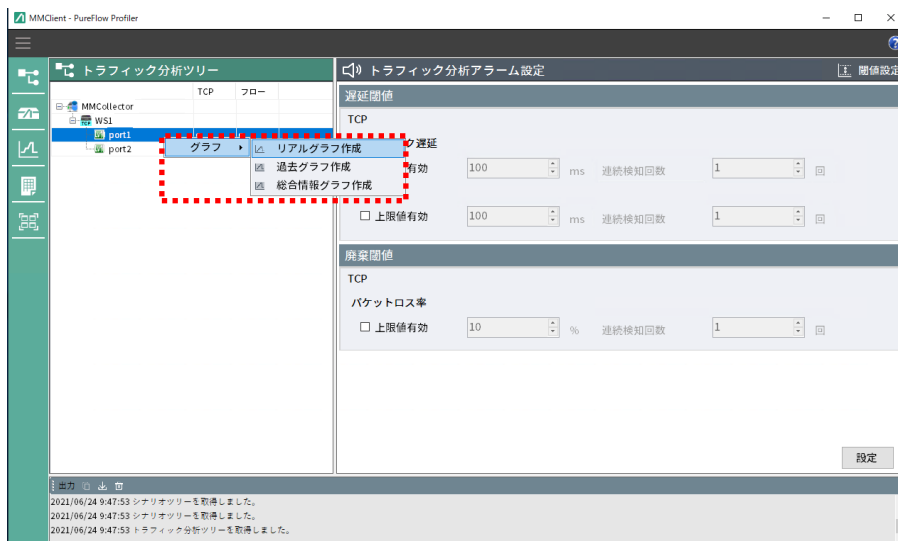 MMClient - PureFlow Profiler
トラフィック分析ツリー
トラフィック分析アラーム設定
閾値設定
TCP フロー
MMCollector
WS1
port1
port2
グラフ
リアルグラフ作成
過去グラフ作成
総合情報グラフ作成
遅延閾値
TCP
ク遅延
有効 100 ms 連続検知回数 1 回
上限値有効 100 ms 連続検知回数 1 回
廃棄閾値
TCP
パケットロス率
上限値有効 10 % 連続検知回数 1 回
設定
出力
2021/06/24 9:47:53 シナリオツリーを取得しました。
2021/06/24 9:47:53 シナリオツリーを取得しました。
2021/06/24 9:47:53 トラフィック分析ツリーを取得しました。